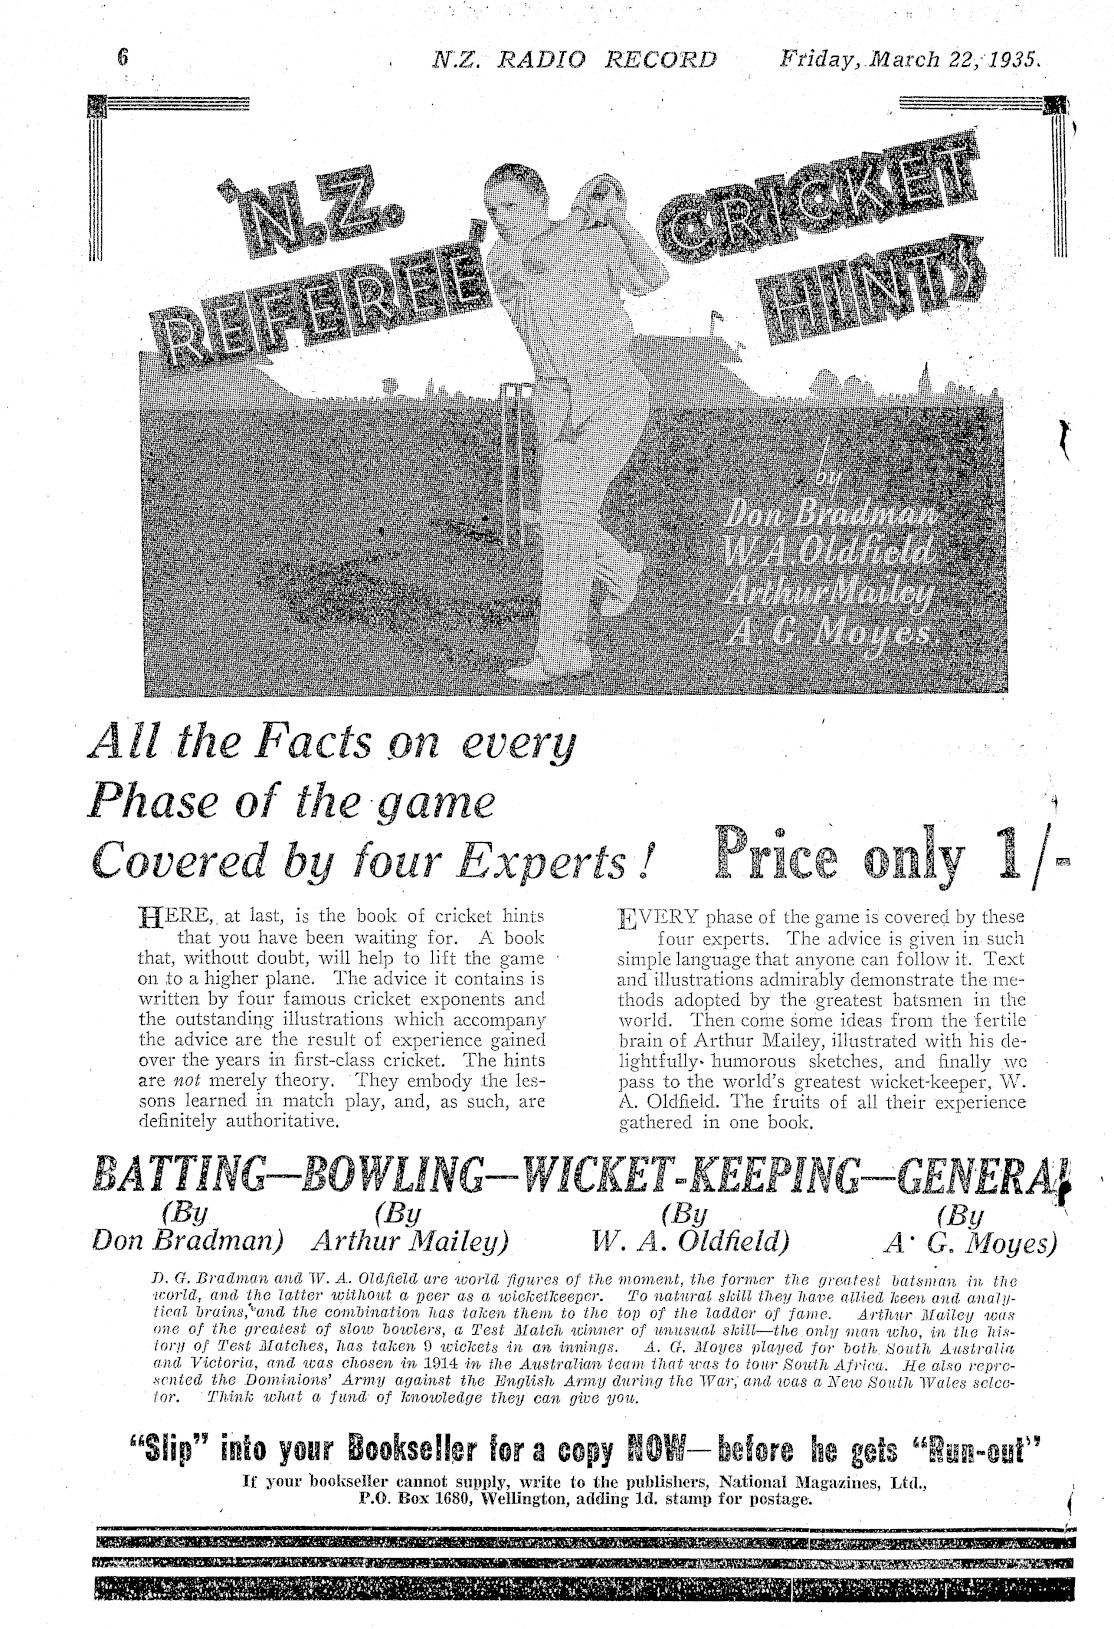 6
N.Z. RADIO RECORD
Friday, March 22, 1935.
'N.Z.
REFEREE'
CRICKET
HINTS
by
Don Bradman
W.A. Oldfield
Arthur Mailey
A. G. Moyes.
All the Facts on every
Phase of the game
Covered by four Experts!
Price only 1/-
HERE, at last, is the book of cricket hints
that you have been waiting for. A book
that, without doubt, will help to lift the game
on to a higher plane. The advice it contains is
written by four famous cricket exponents and
the outstanding illustrations which accompany
the advice are the result of experience gained
over the years in first-class cricket. The hints
are not merely theory. They embody the les-
sons learned in match play, and, as such, are
definitely authoritative.
EVERY phase of the game is covered by these
four experts. The advice is given in such
simple language that anyone can follow it. Text
and illustrations admirably demonstrate the me-
thods adopted by the greatest batsmen in the
world. Then come some ideas from the fertile
brain of Arthur Mailey, illustrated with his de-
lightfully humorous sketches, and finally we
pass to the world's greatest wicket-keeper, W.
A. Oldfield. The fruits of all their experience
gathered in one book.
BATTING—BOWLING—WICKET-KEEPING—GENERAL
(By Don Bradman)
(By Arthur Mailey)
(By W. A. Oldfield)
(By A. G. Moyes)
D. G. Bradman and W. A. Oldfield are world figures of the moment, the former the greatest batsman in the
world, and the latter without a peer as a wicketkeeper. To natural skill they have allied keen and analy-
tical brains, and the combination has taken them to the top of the ladder of fame. Arthur Mailey was
one of the greatest of slow bowlers, a Test Match winner of unusual skill—the only man who, in the his-
tory of Test Matches, has taken 9 wickets in an innings. A. G. Moyes played for both South Australia
and Victoria, and was chosen in 1914 in the Australian team that was to tour South Africa. He also repre-
sented the Dominions' Army against the English Army during the War, and was a New South Wales selec-
tor. Think what a fund of knowledge they can give you.
"Slip" into your Bookseller for a copy NOW—before he gets "Run-out"
If your bookseller cannot supply, write to the publishers, National Magazines, Ltd.,
P.O. Box 1680, Wellington, adding 1d. stamp for postage.